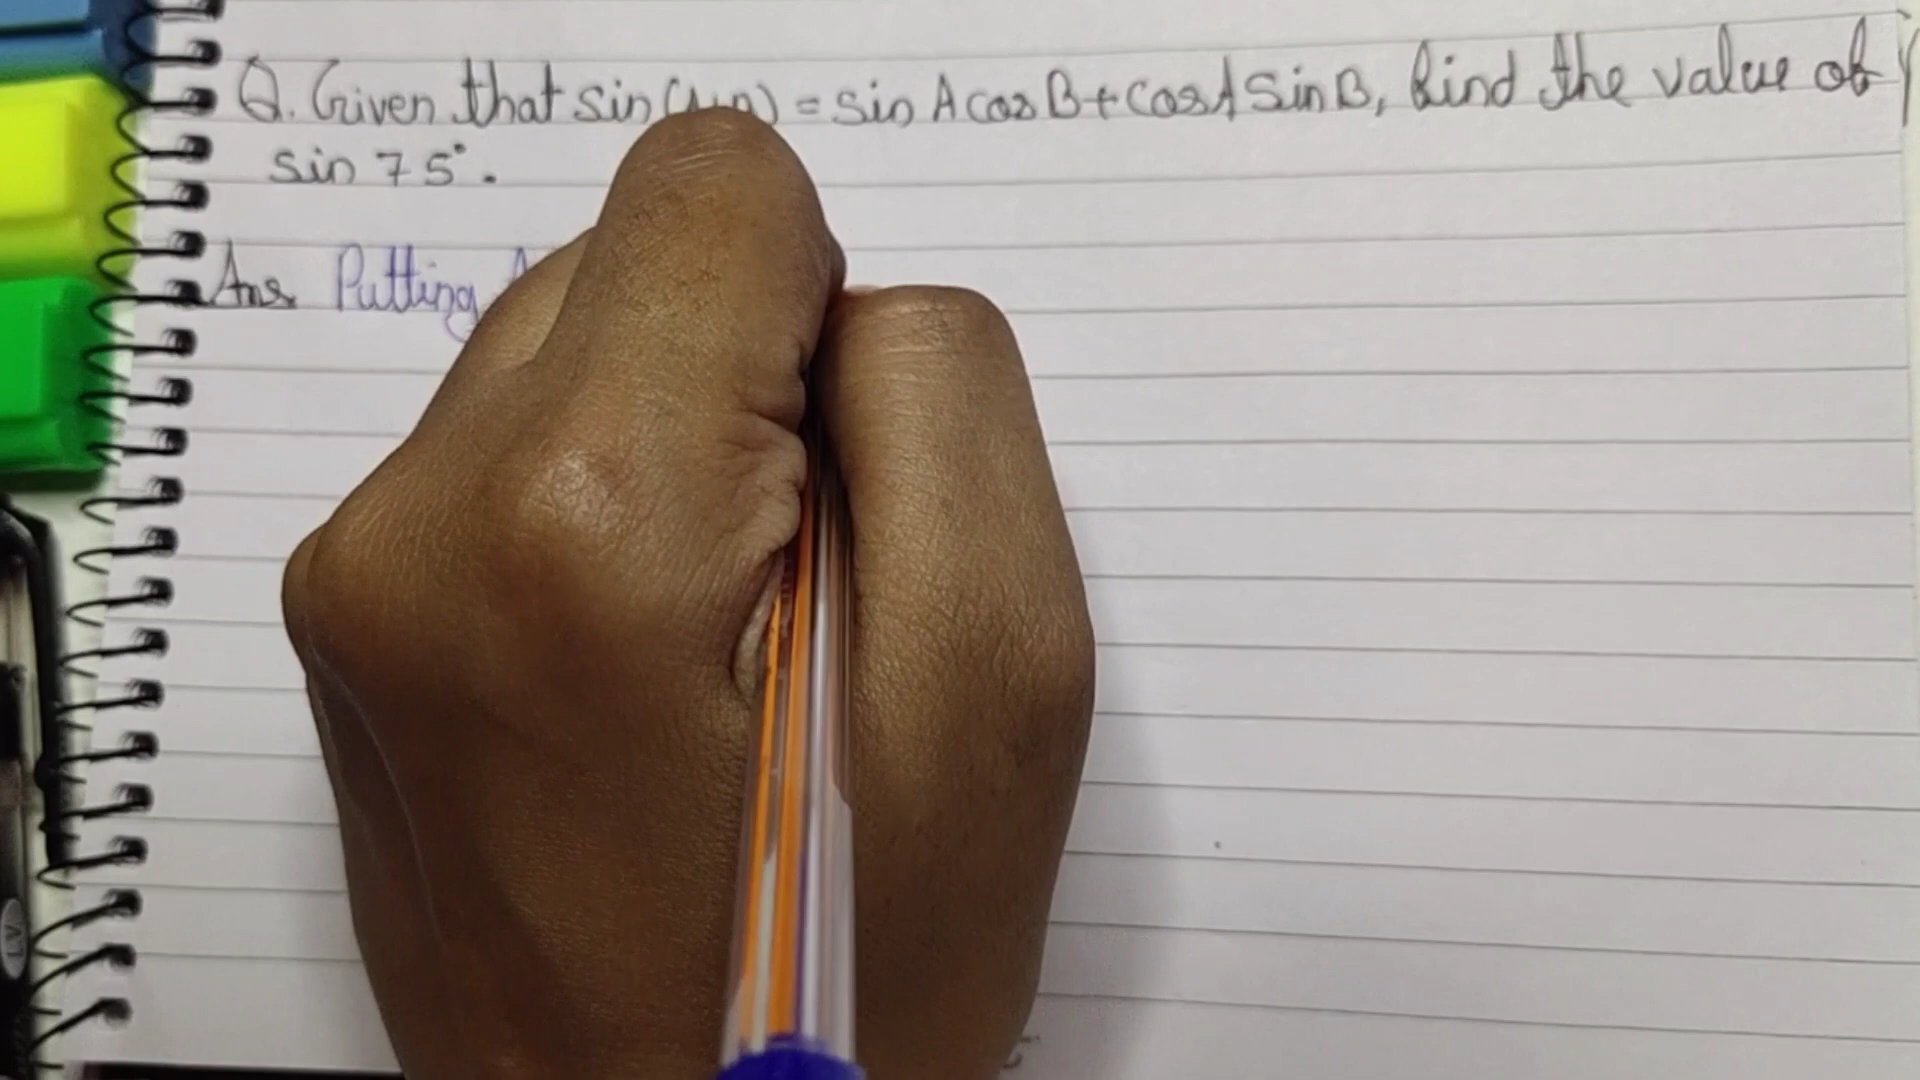 Q. Given that sin ( ) = sin A cos B + cos A sin B, find the value of
sin 75°.
Ans Putting